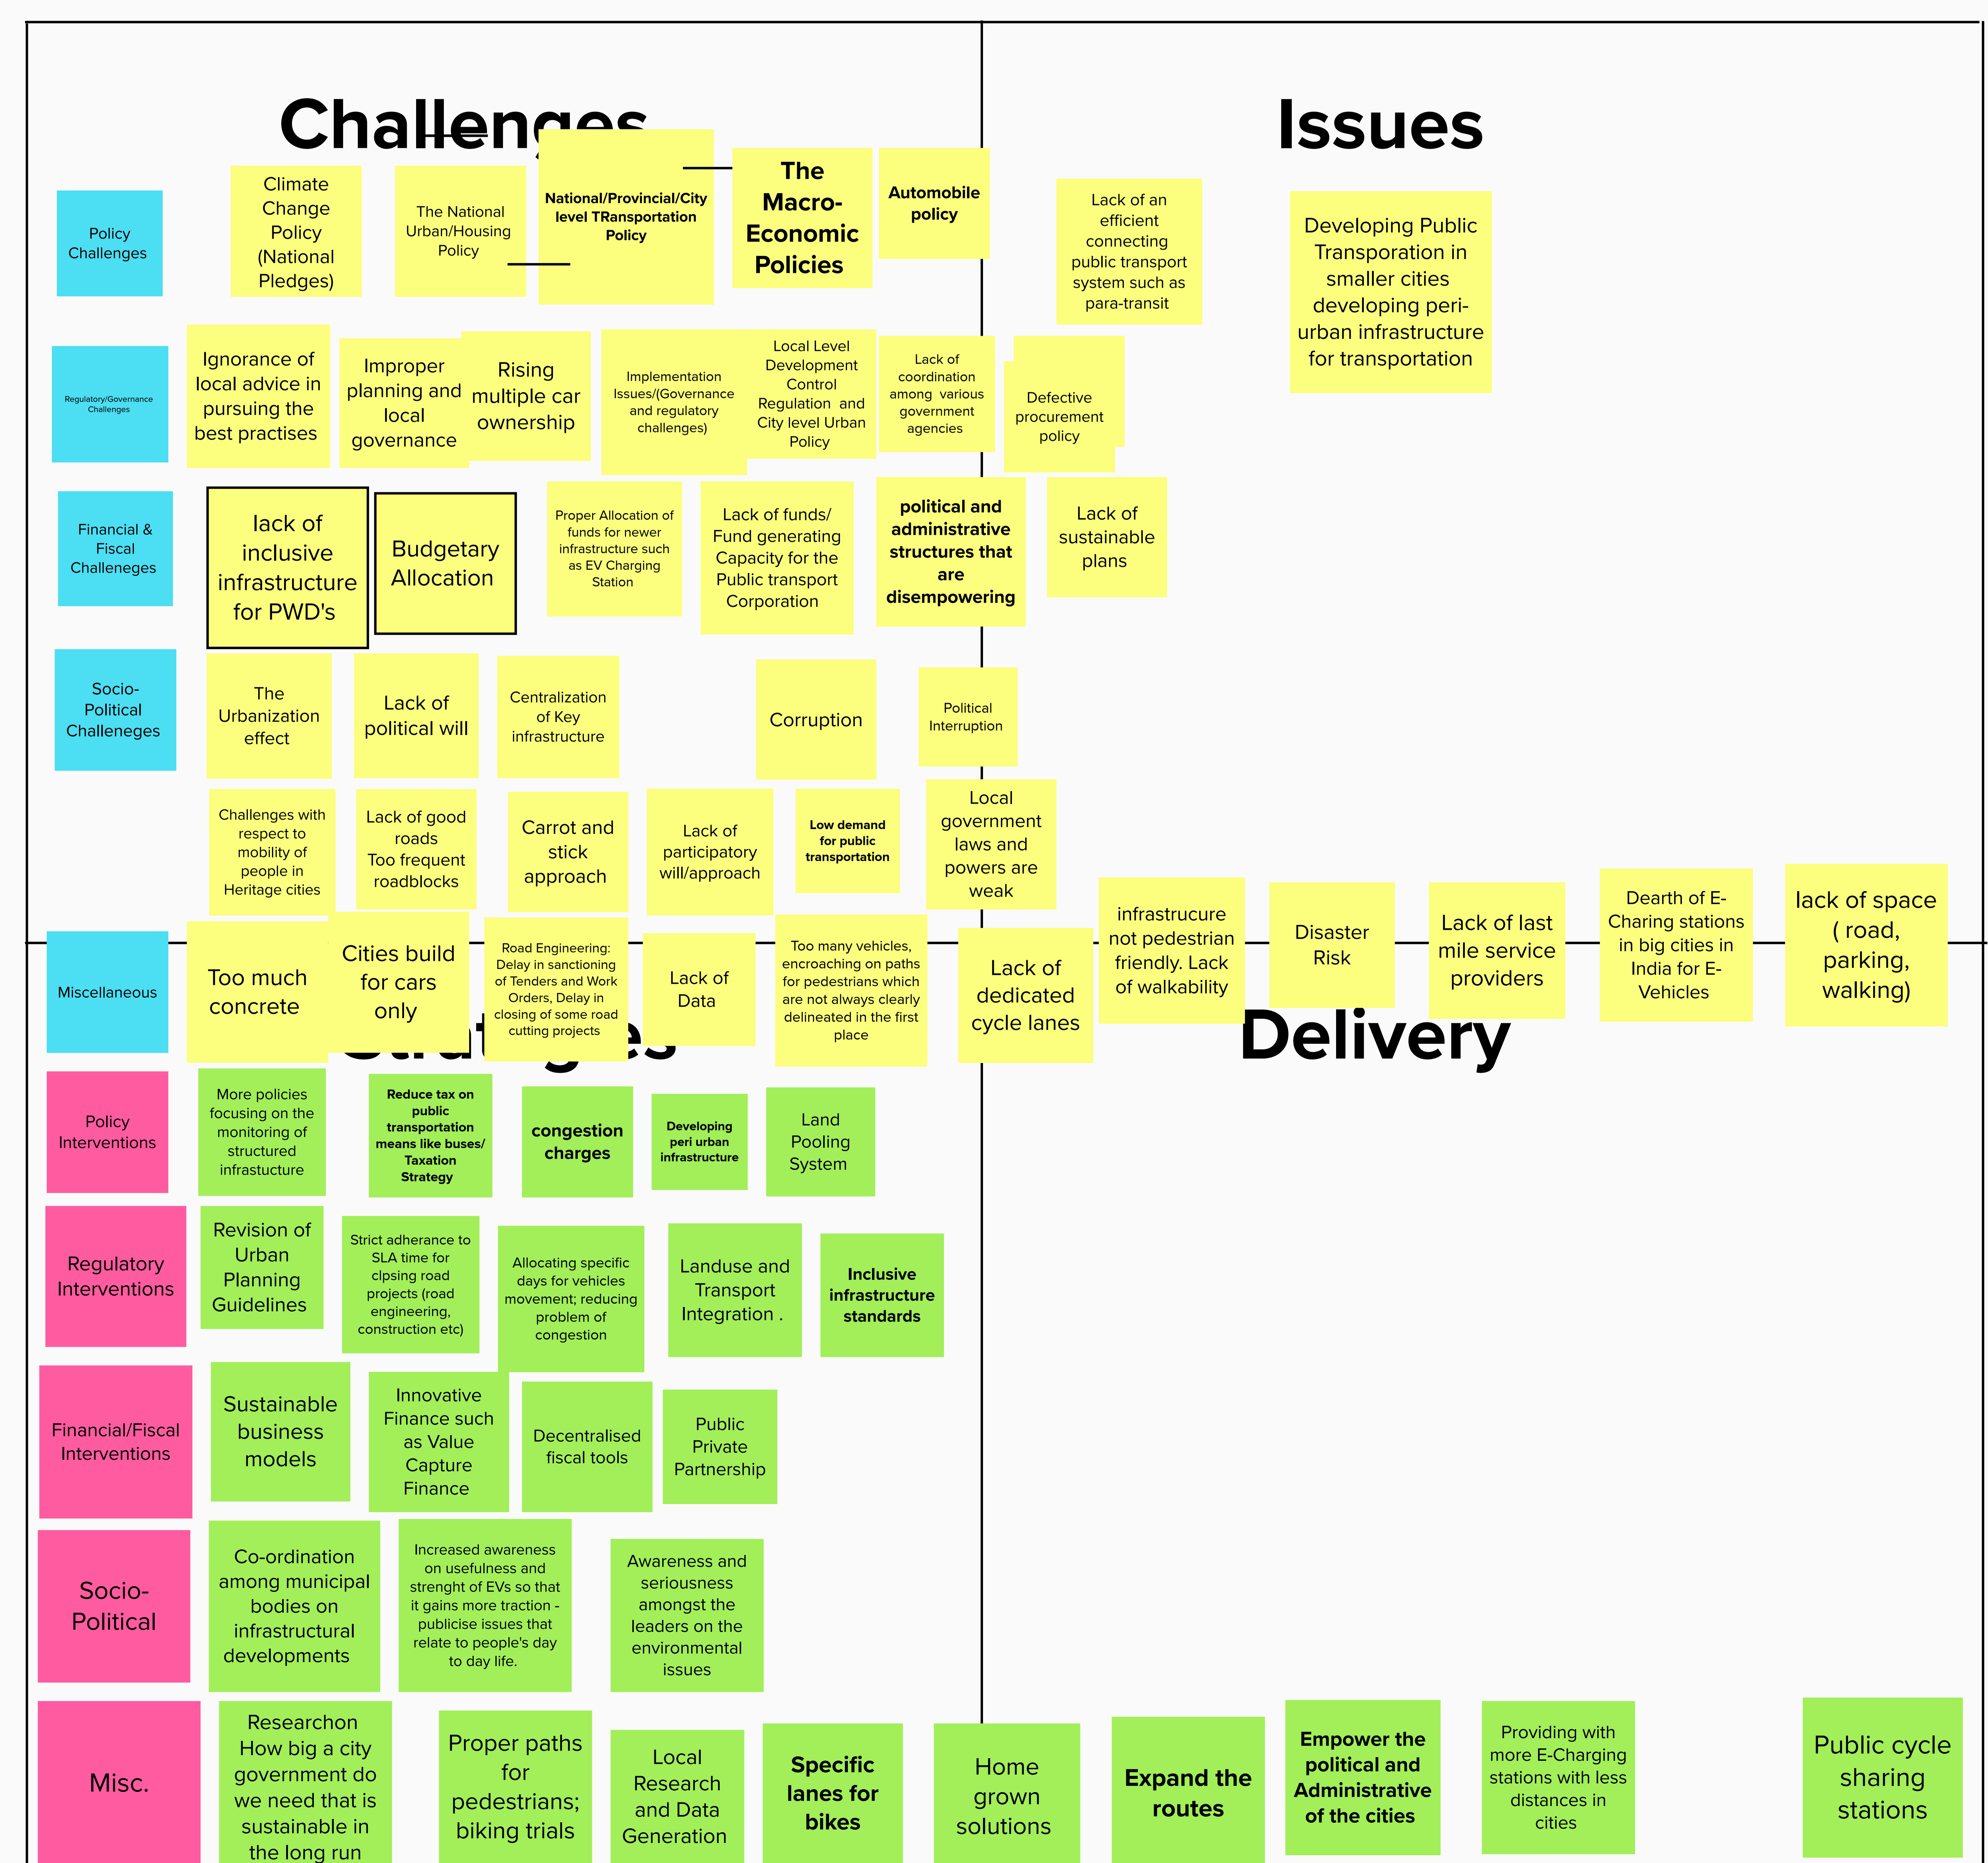 Challenges
Issues
Policy
Challenges
Climate
Change
Policy
(National
Pledges)
The National
Urban/Housing
Policy
National/Provincial/City
level TRansportation
Policy
The
Macro-
Economic
Policies
Automobile
policy
Lack of an
efficient
connecting
public transport
system such as
para-transit
Developing Public
Transporation in
smaller cities
developing peri-
urban infrastructure
for transportation
Regulatory/Governance
Challenges
Ignorance of
local advice in
pursuing the
best practises
Improper
planning and
local
governance
Rising
multiple car
ownership
Implementation
Issues/(Governance
and regulatory
challenges)
Local Level
Development
Control
Regulation and
City level Urban
Policy
Lack of
coordination
among various
government
agencies
Defective
procurement
policy
Financial &
Fiscal
Challeneges
lack of
inclusive
infrastructure
for PWD's
Budgetary
Allocation
Proper Allocation of
funds for newer
infrastructure such
as EV Charging
Station
Lack of funds/
Fund generating
Capacity for the
Public transport
Corporation
political and
administrative
structures that
are
disempowering
Lack of
sustainable
plans
Socio-
Political
Challeneges
The
Urbanization
effect
Lack of
political will
Centralization
of Key
infrastructure
Corruption
Political
Interruption
Challenges with
respect to
mobility of
people in
Heritage cities
Lack of good
roads
Too frequent
roadblocks
Carrot and
stick
approach
Lack of
participatory
will/approach
Low demand
for public
transportation
Local
government
laws and
powers are
weak
Miscellaneous
Too much
concrete
Cities build
for cars
only
Road Engineering:
Delay in sanctioning
of Tenders and Work
Orders, Delay in
closing of some road
cutting projects
Lack of
Data
Too many vehicles,
encroaching on paths
for pedestrians which
are not always clearly
delineated in the first
place
Lack of
dedicated
cycle lanes
infrastrucure
not pedestrian
friendly. Lack
of walkability
Disaster
Risk
Lack of last
mile service
providers
Dearth of E-
Charing stations
in big cities in
India for E-
Vehicles
lack of space
( road,
parking,
walking)
Delivery
Policy
Interventions
More policies
focusing on the
monitoring of
structured
infrastucture
Reduce tax on
public
transportation
means like buses/
Taxation
Strategy
congestion
charges
Developing
peri urban
infrastructure
Land
Pooling
System
Regulatory
Interventions
Revision of
Urban
Planning
Guidelines
Strict adherance to
SLA time for
clpsing road
projects (road
engineering,
construction etc)
Allocating specific
days for vehicles
movement; reducing
problem of
congestion
Landuse and
Transport
Integration .
Inclusive
infrastructure
standards
Financial/Fiscal
Interventions
Sustainable
business
models
Innovative
Finance such
as Value
Capture
Finance
Decentralised
fiscal tools
Public
Private
Partnership
Socio-
Political
Co-ordination
among municipal
bodies on
infrastructural
developments
Increased awareness
on usefulness and
strenght of EVs so that
it gains more traction -
publicise issues that
relate to people's day
to day life.
Awareness and
seriousness
amongst the
leaders on the
environmental
issues
Misc.
Researchon
How big a city
government do
we need that is
sustainable in
the long run
Proper paths
for
pedestrians;
biking trials
Local
Research
and Data
Generation
Specific
lanes for
bikes
Home
grown
solutions
Expand the
routes
Empower the
political and
Administrative
of the cities
Providing with
more E-Charging
stations with less
distances in
cities
Public cycle
sharing
stations